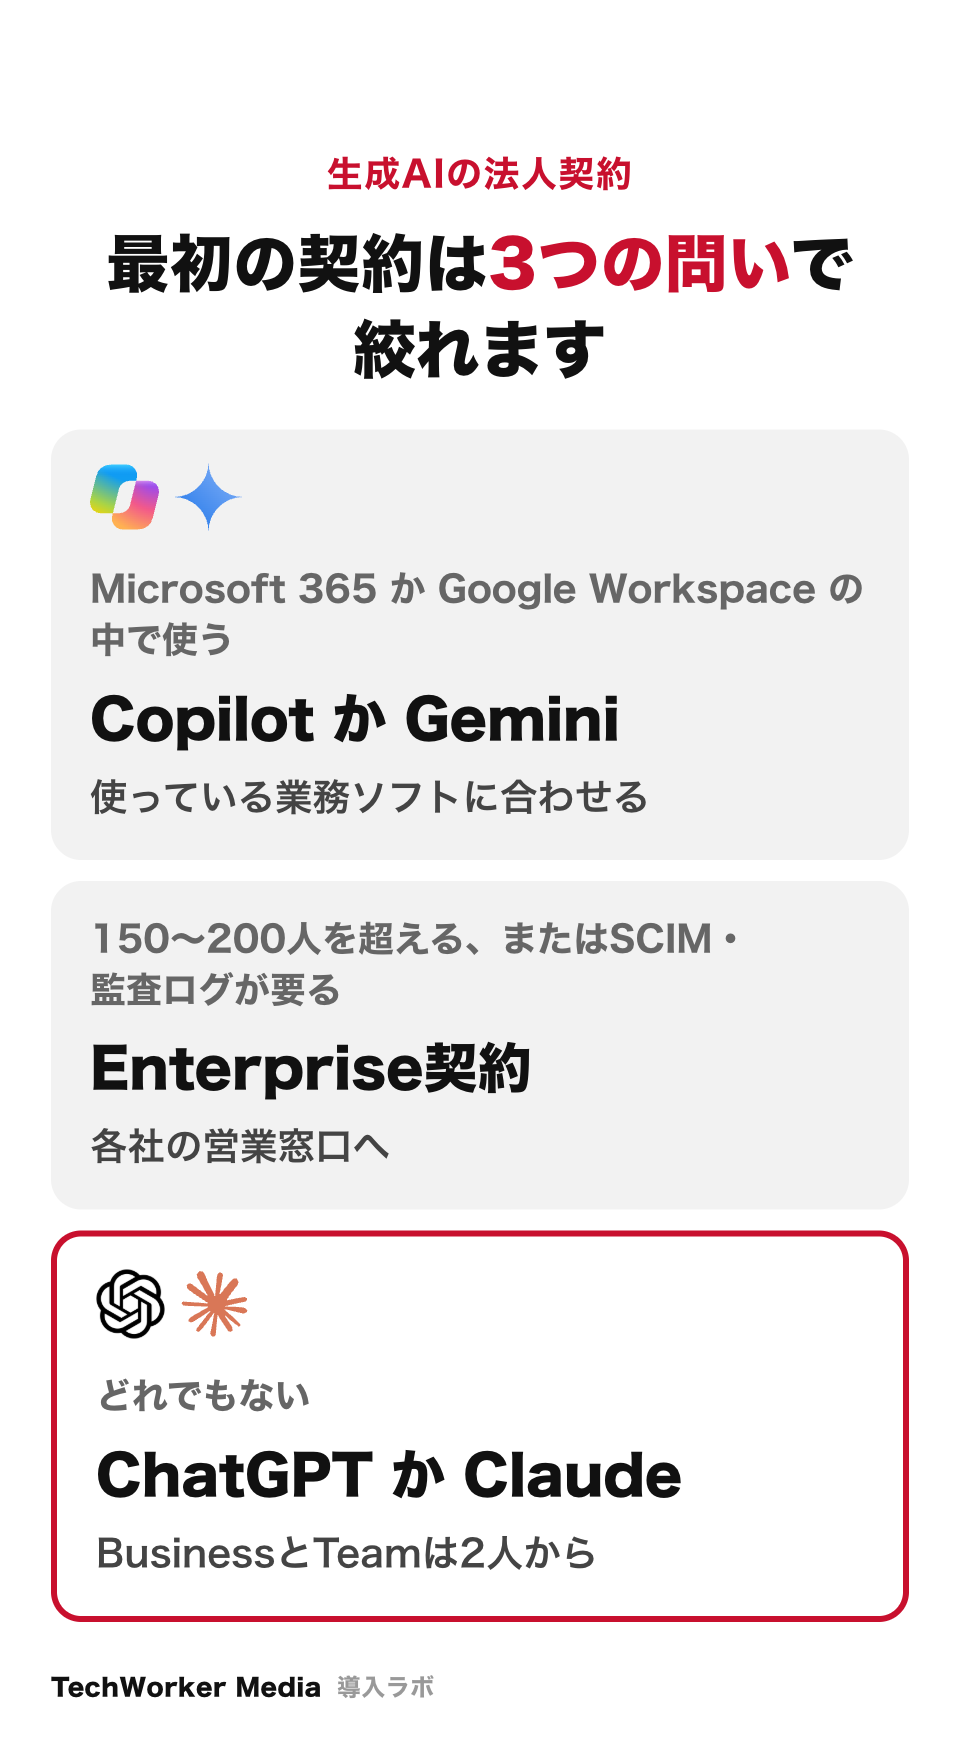 生成AIの法人契約
最初の契約は3つの問いで
絞れます
Microsoft 365 か Google Workspace の
中で使う
Copilot か Gemini
使っている業務ソフトに合わせる
150〜200人を超える、またはSCIM・
監査ログが要る
Enterprise契約
各社の営業窓口へ
どれでもない
ChatGPT か Claude
BusinessとTeamは2人から
TechWorker Media 導入ラボ